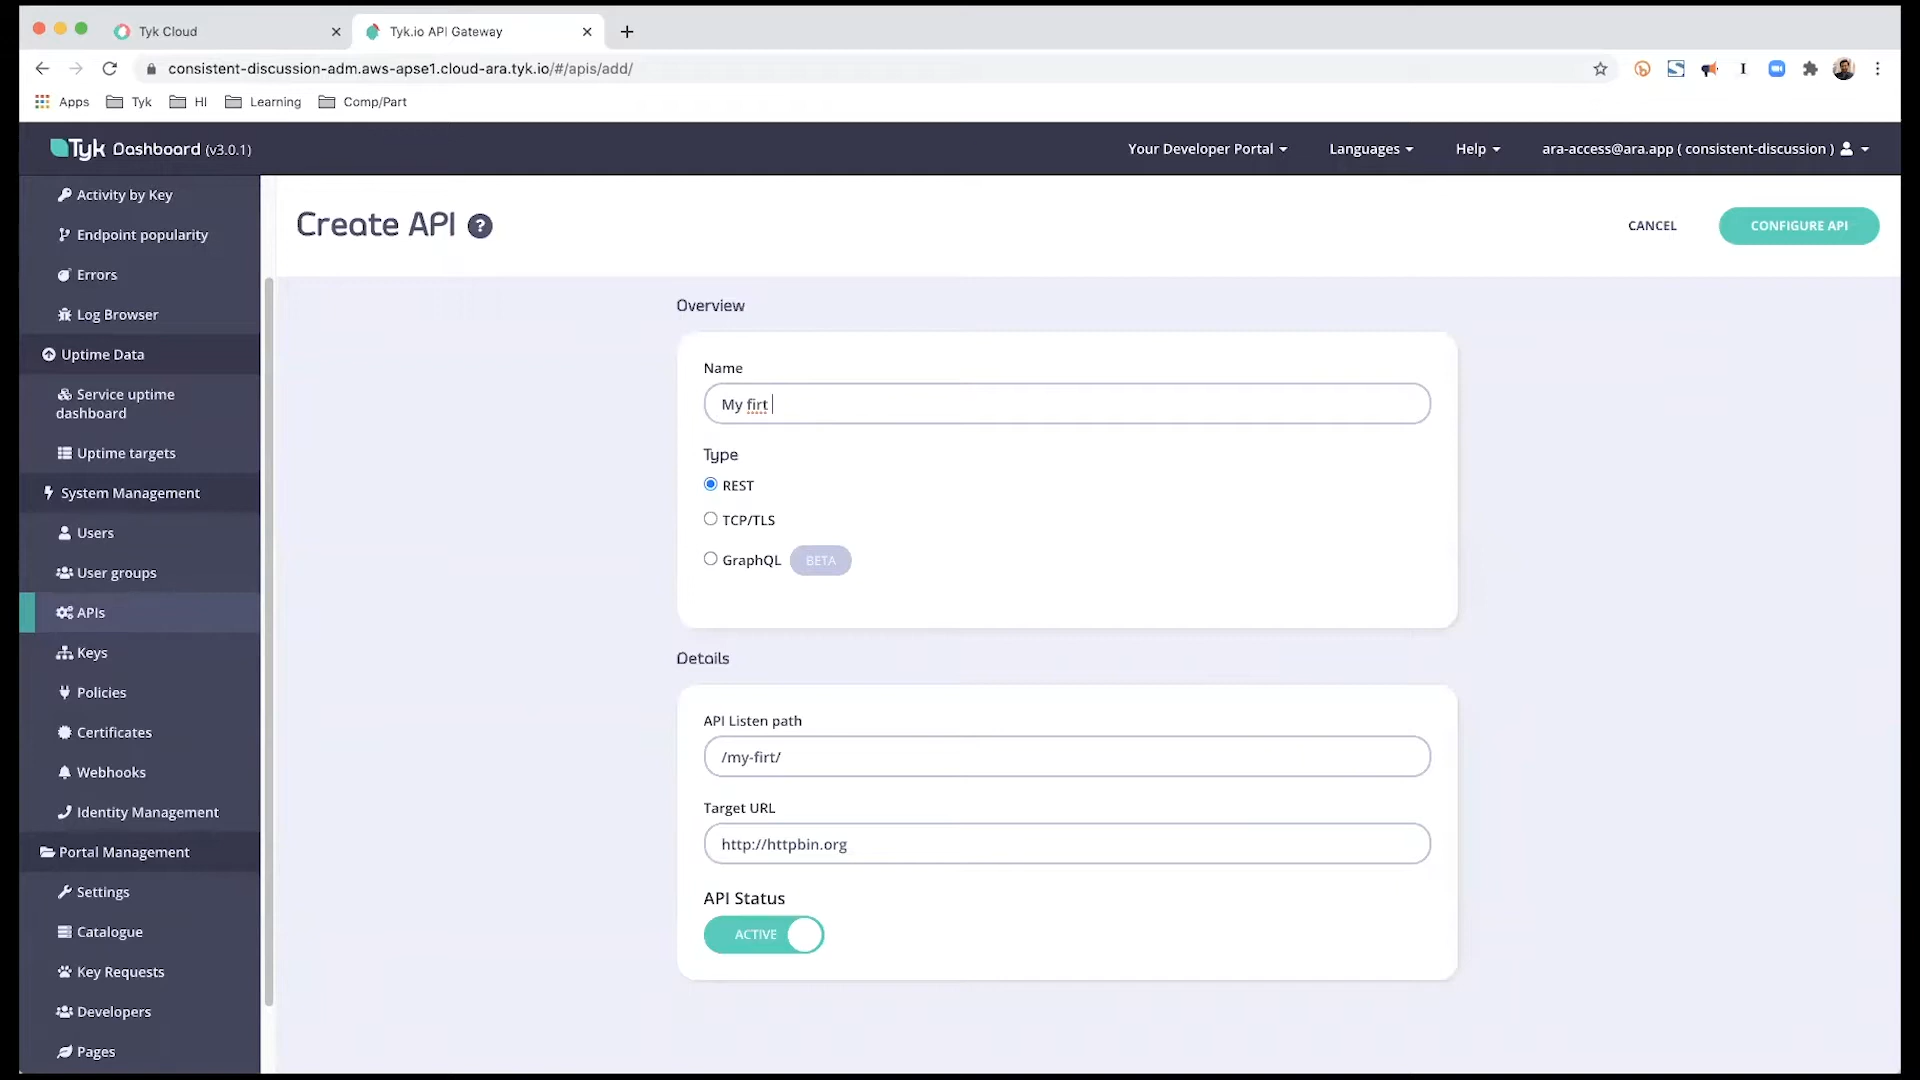 Tyk Cloud
Tyk.io API Gateway
consistent-discussion-adm.aws-apse1.cloud-ara.tyk.io/#/apis/add/
Apps Tyk HI Learning Comp/Part
Tyk Dashboard (v3.0.1)
Your Developer Portal Languages Help ara-access@ara.app ( consistent-discussion )
Activity by Key
Endpoint popularity
Errors
Log Browser
Uptime Data
Service uptime
dashboard
Uptime targets
System Management
Users
User groups
APIs
Keys
Policies
Certificates
Webhooks
Identity Management
Portal Management
Settings
Catalogue
Key Requests
Developers
Pages
Create API ?
CANCEL CONFIGURE API
Overview
Name
My firt
Type
REST
TCP/TLS
GraphQL BETA
Details
API Listen path
/my-firt/
Target URL
http://httpbin.org
API Status
ACTIVE